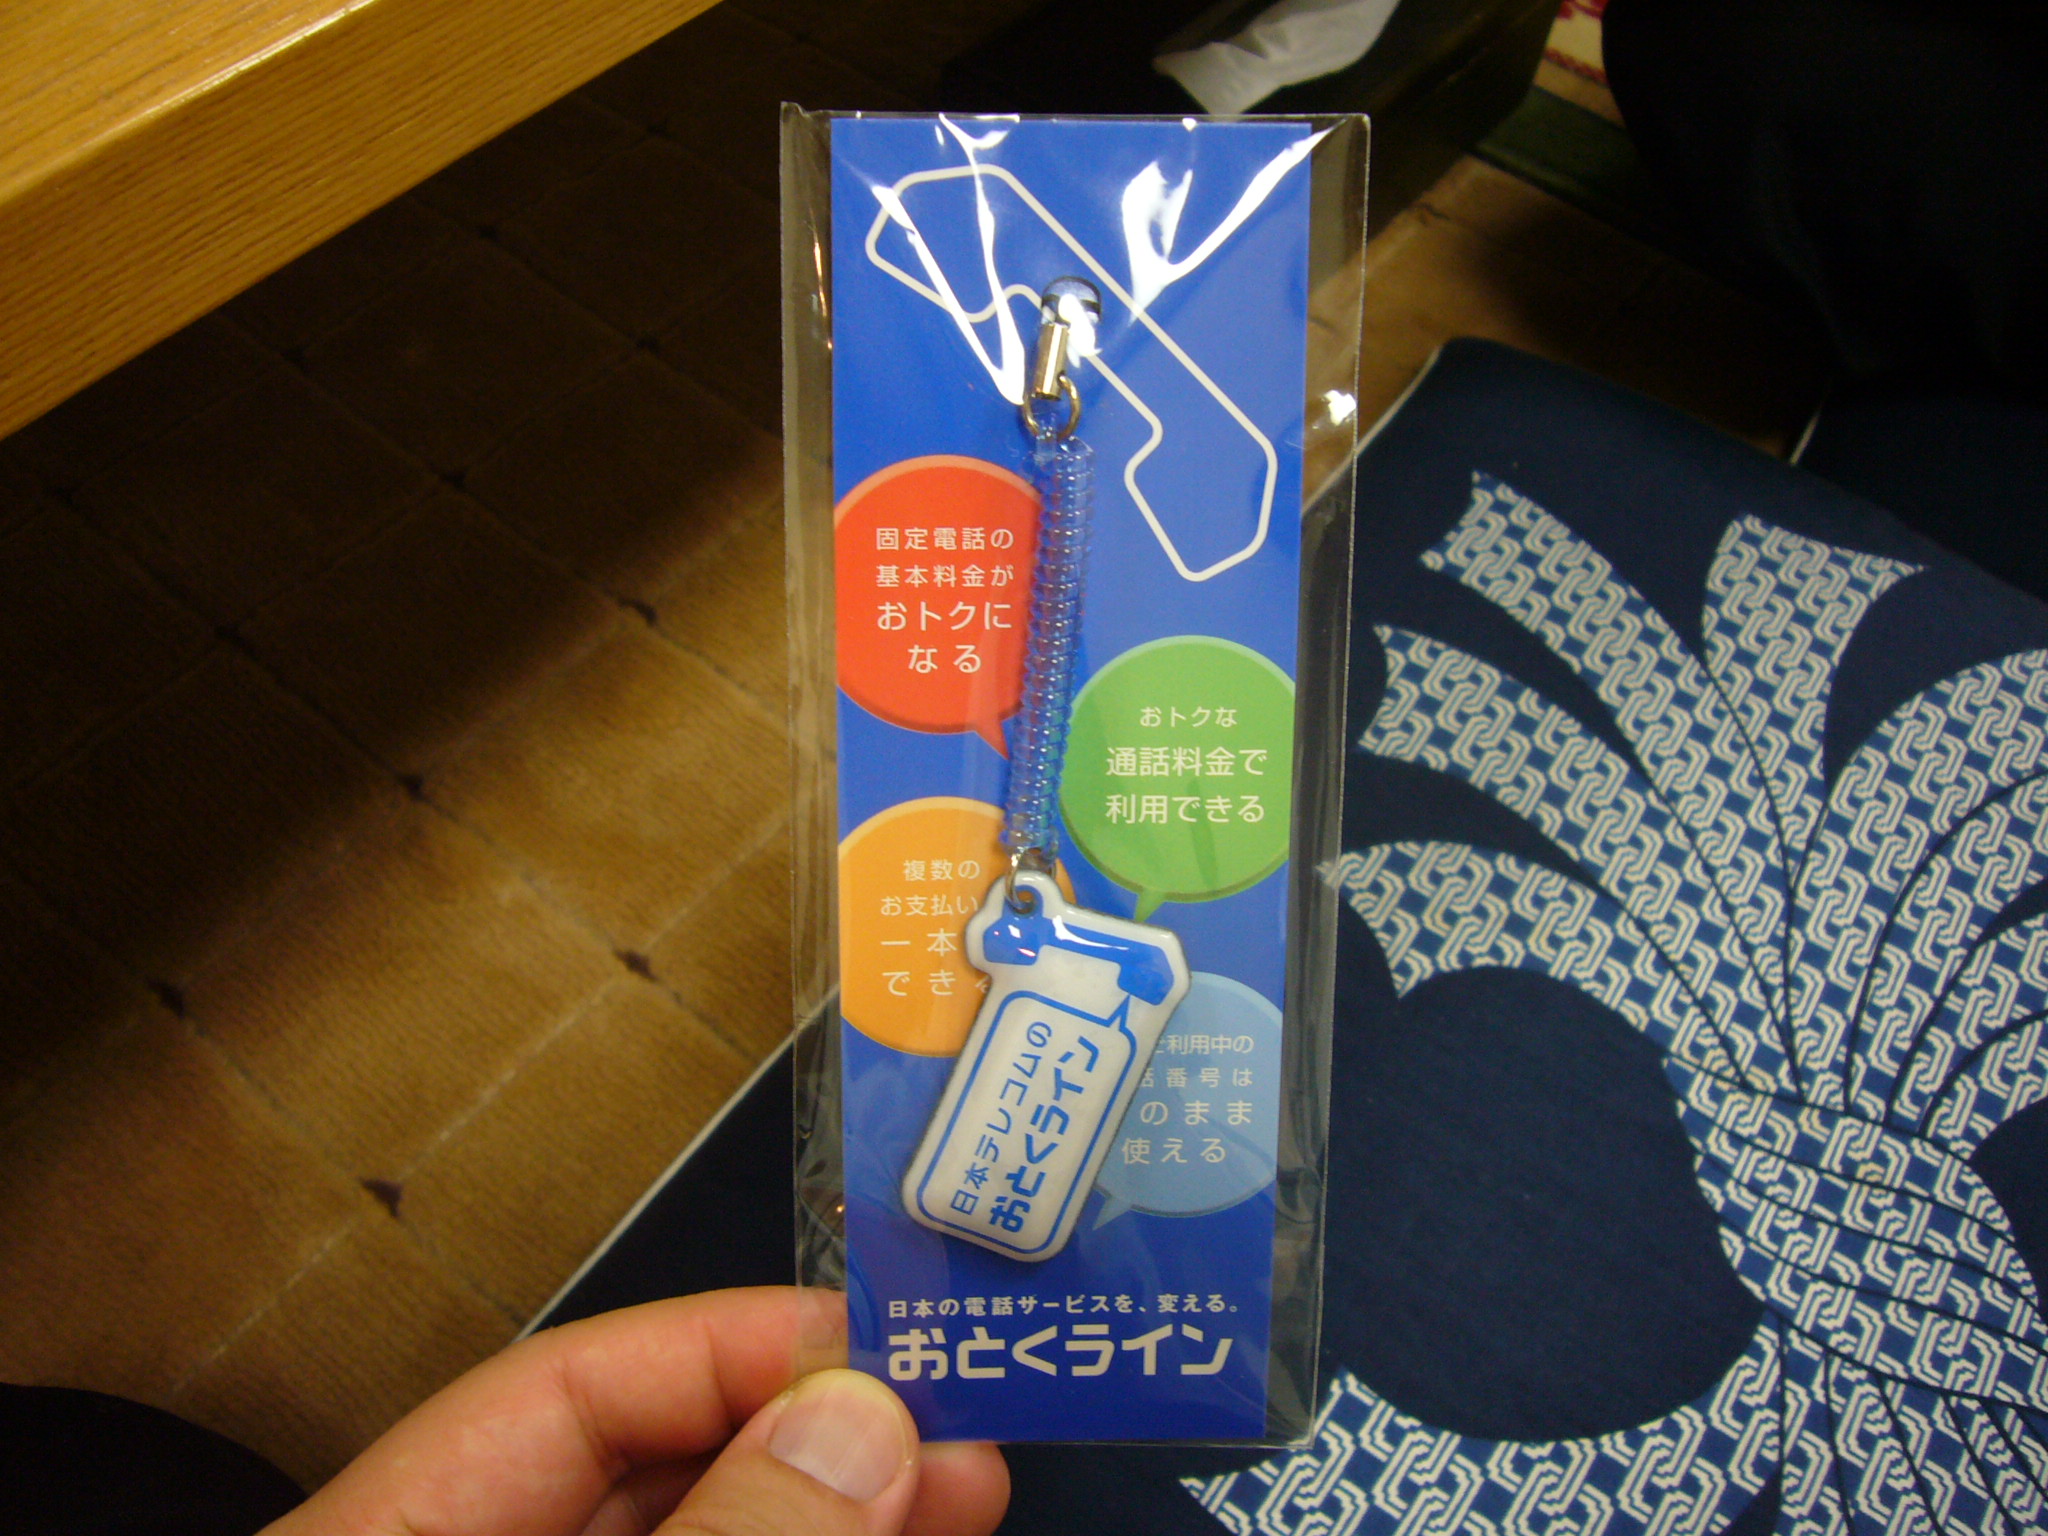 固定電話の
基本料金が
おトクに
なる
おトクな
通話料金で
利用できる
複数の
お支払い
一本
でき
利用中の
番号は
のまま
使える
日本テレコムの
おとくライン
日本の電話サービスを、変える。
おとくライン